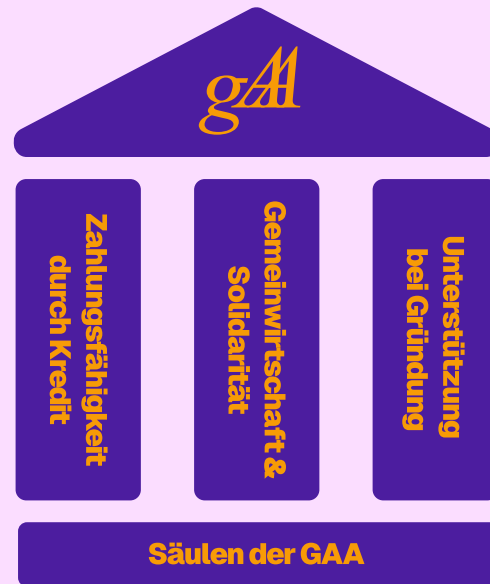 gAA
Zahlungsfähigkeit
durch Kredit
Gemeinwirtschaft &
Solidarität
Unterstützung
bei Gründung
Säulen der GAA